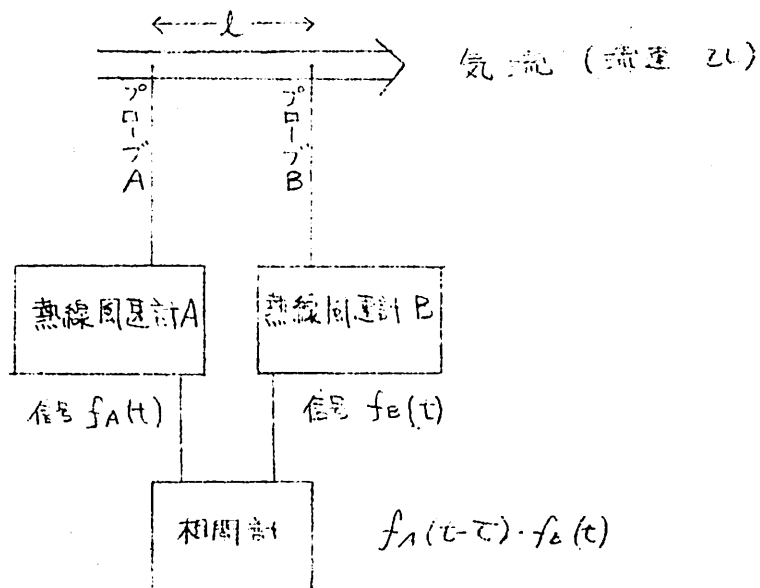 l
気流 (流速 u)
プローブA
プローブB
熱線風速計A
熱線風速計B
信号 fA(t)
信号 fB(t)
相関計
fA(t-τ)・fB(t)